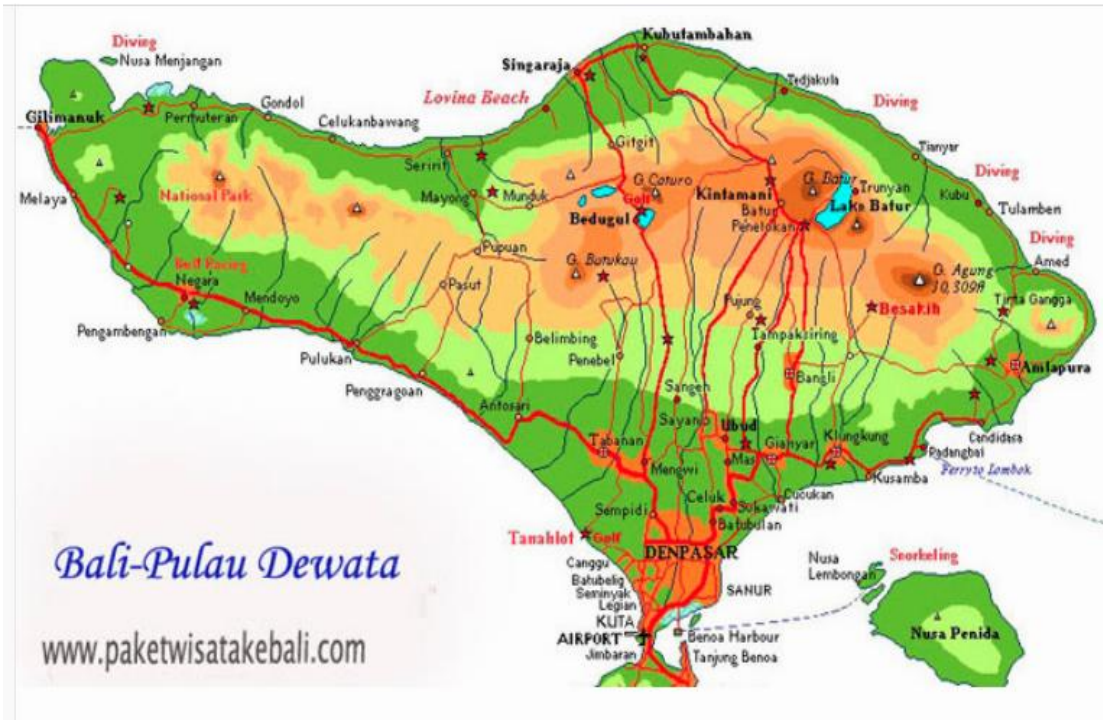 Diving
Nusa Menjangan
Kubutambahan
Singaraja
Tedjakula
Lovina Beach
Diving
Gilimanuk
Permuteran
Gondol
Celukanbawang
Gitgit
Tianyar
Seririt
Diving
Melaya
National Park
Mayong
Munduk
G. Caturo
Golf
Bedugul
Kintamani
G. Batur
Trunyan
Lake Batur
Batur
Penelokan
Kubu
Tulamben
Diving
Bull Racing
Negara
Pupuan
G. Batukau
Amed
Mendoyo
Pasut
G. Agung
10,309ft
Tirta Gangga
Besakih
Pujung
Pengambengan
Tampaksiring
Pulukan
Belimbing
Penebel
Bangli
Amlapura
Penggragoan
Sangeh
Antosari
Sayan
Ubud
Tabanan
Gianyar
Klungkung
Candidasa
Padangbai
Mengwi
Mas
Ferry to Lombok
Kusamba
Celuk
Sukawati
Cucukan
Sempidi
Batubulan
Tanahlot
Golf
DENPASAR
Bali-Pulau Dewata
Canggu
Batubelig
Seminyak
Legian
KUTA
SANUR
Nusa
Lembongan
Snorkeling
AIRPORT
Benoa Harbour
Nusa Penida
Jimbaran
Tanjung Benoa
www.paketwisatakebali.com